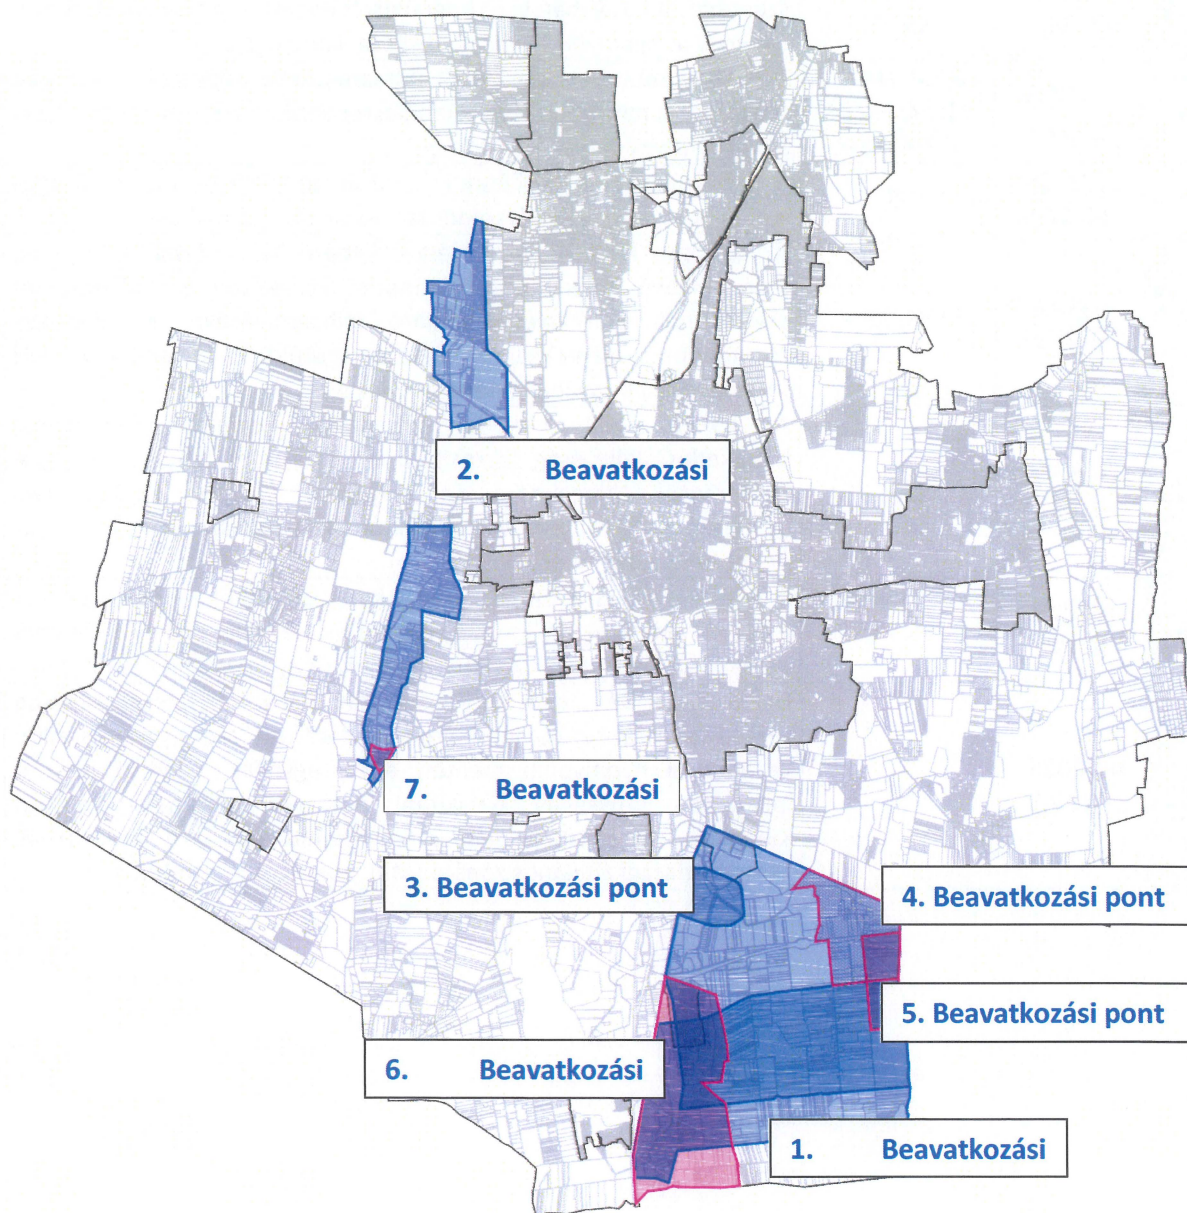 2. Beavatkozási
7. Beavatkozási
3. Beavatkozási pont
4. Beavatkozási pont
5. Beavatkozási pont
6. Beavatkozási
1. Beavatkozási